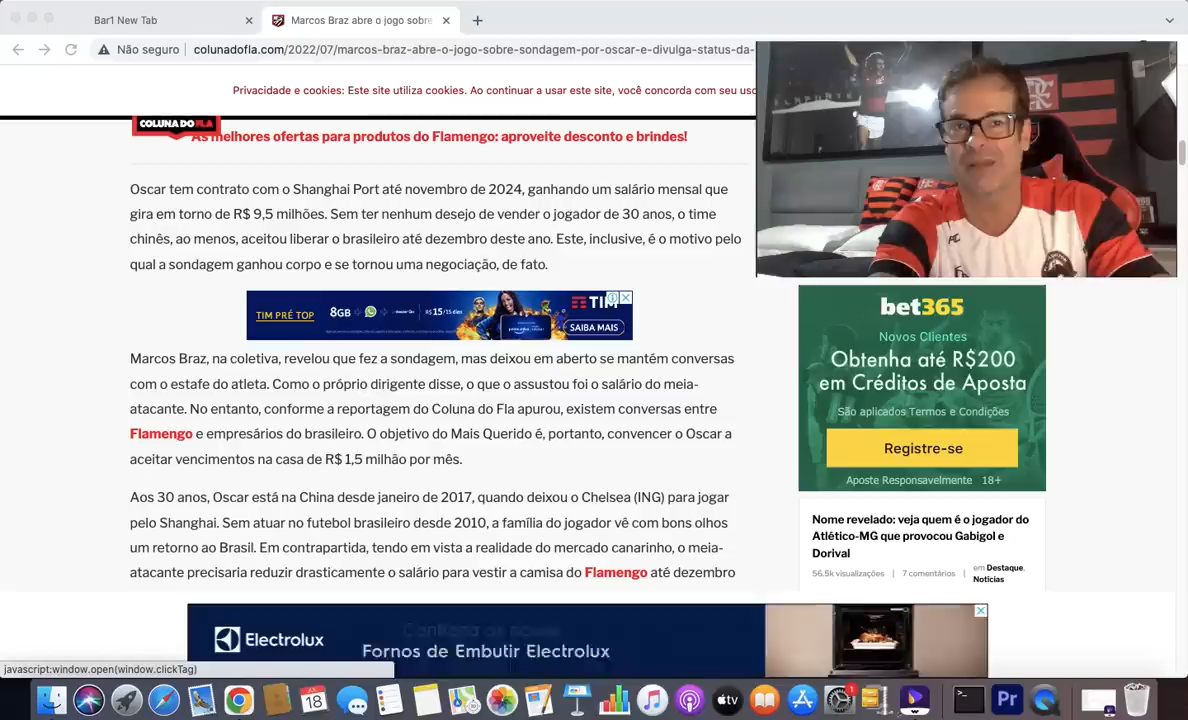 Bar1 New Tab
Marcos Braz abre o jogo sobre
Não seguro
colunadofla.com/2022/07/marcos-braz-abre-o-jogo-sobre-sondagem-por-oscar-e-divulga-status-da-
Privacidade e cookies: Este site utiliza cookies. Ao continuar a usar este site, você concorda com seu uso
COLUNA DO FLA
As melhores ofertas para produtos do Flamengo: aproveite desconto e brindes!
Oscar tem contrato com o Shanghai Port até novembro de 2024, ganhando um salário mensal que
gira em torno de R$ 9,5 milhões. Sem ter nenhum desejo de vender o jogador de 30 anos, o time
chinês, ao menos, aceitou liberar o brasileiro até dezembro deste ano. Este, inclusive, é o motivo pelo
qual a sondagem ganhou corpo e se tornou uma negociação, de fato.
TIM PRÉ TOP
8GB
R$15/15 dias
TIM
SAIBA MAIS
Marcos Braz, na coletiva, revelou que fez a sondagem, mas deixou em aberto se mantém conversas
com o estafe do atleta. Como o próprio dirigente disse, o que o assustou foi o salário do meia-
atacante. No entanto, conforme a reportagem do Coluna do Fla apurou, existem conversas entre
Flamengo e empresários do brasileiro. O objetivo do Mais Querido é, portanto, convencer o Oscar a
aceitar vencimentos na casa de R$ 1,5 milhão por mês.
Aos 30 anos, Oscar está na China desde janeiro de 2017, quando deixou o Chelsea (ING) para jogar
pelo Shanghai. Sem atuar no futebol brasileiro desde 2010, a família do jogador vê com bons olhos
um retorno ao Brasil. Em contrapartida, tendo em vista a realidade do mercado canarinho, o meia-
atacante precisaria reduzir drasticamente o salário para vestir a camisa do Flamengo até dezembro
bet365
Novos Clientes
Obtenha até R$200
em Créditos de Aposta
São aplicados Termos e Condições
Registre-se
Aposte Responsavelmente 18+
Nome revelado: veja quem é o jogador do
Atlético-MG que provocou Gabigol e
Dorival
56.5k visualizações | 7 comentários | em Destaque,
Notícias
Electrolux
Fornos de Embutir Electrolux
javascript:window.open(window.clickTag)
JUL
18
tv
1
Pr